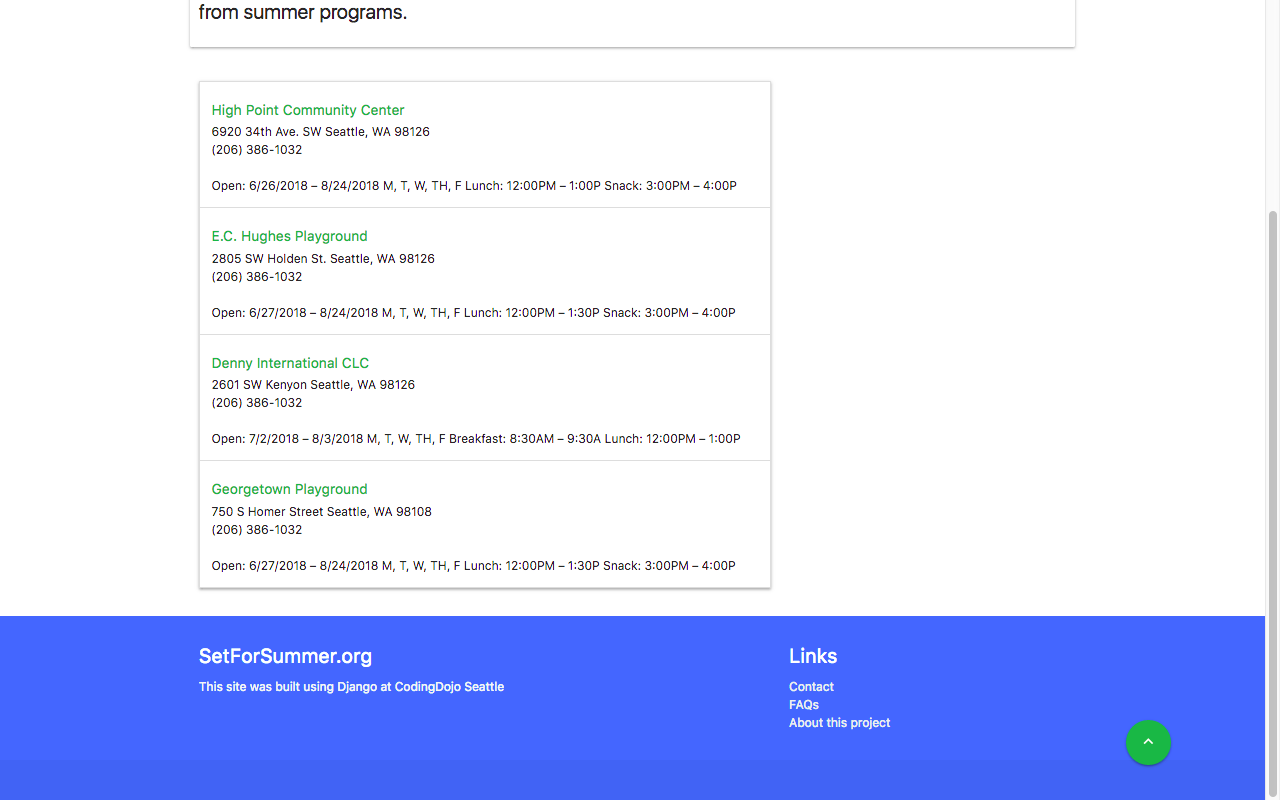 from summer programs.
High Point Community Center
6920 34th Ave. SW Seattle, WA 98126
(206) 386-1032
Open: 6/26/2018 – 8/24/2018 M, T, W, TH, F Lunch: 12:00PM – 1:00P Snack: 3:00PM – 4:00P
E.C. Hughes Playground
2805 SW Holden St. Seattle, WA 98126
(206) 386-1032
Open: 6/27/2018 – 8/24/2018 M, T, W, TH, F Lunch: 12:00PM – 1:30P Snack: 3:00PM – 4:00P
Denny International CLC
2601 SW Kenyon Seattle, WA 98126
(206) 386-1032
Open: 7/2/2018 – 8/3/2018 M, T, W, TH, F Breakfast: 8:30AM – 9:30A Lunch: 12:00PM – 1:00P
Georgetown Playground
750 S Homer Street Seattle, WA 98108
(206) 386-1032
Open: 6/27/2018 – 8/24/2018 M, T, W, TH, F Lunch: 12:00PM – 1:30P Snack: 3:00PM – 4:00P
SetForSummer.org
This site was built using Django at CodingDojo Seattle
Links
Contact
FAQs
About this project